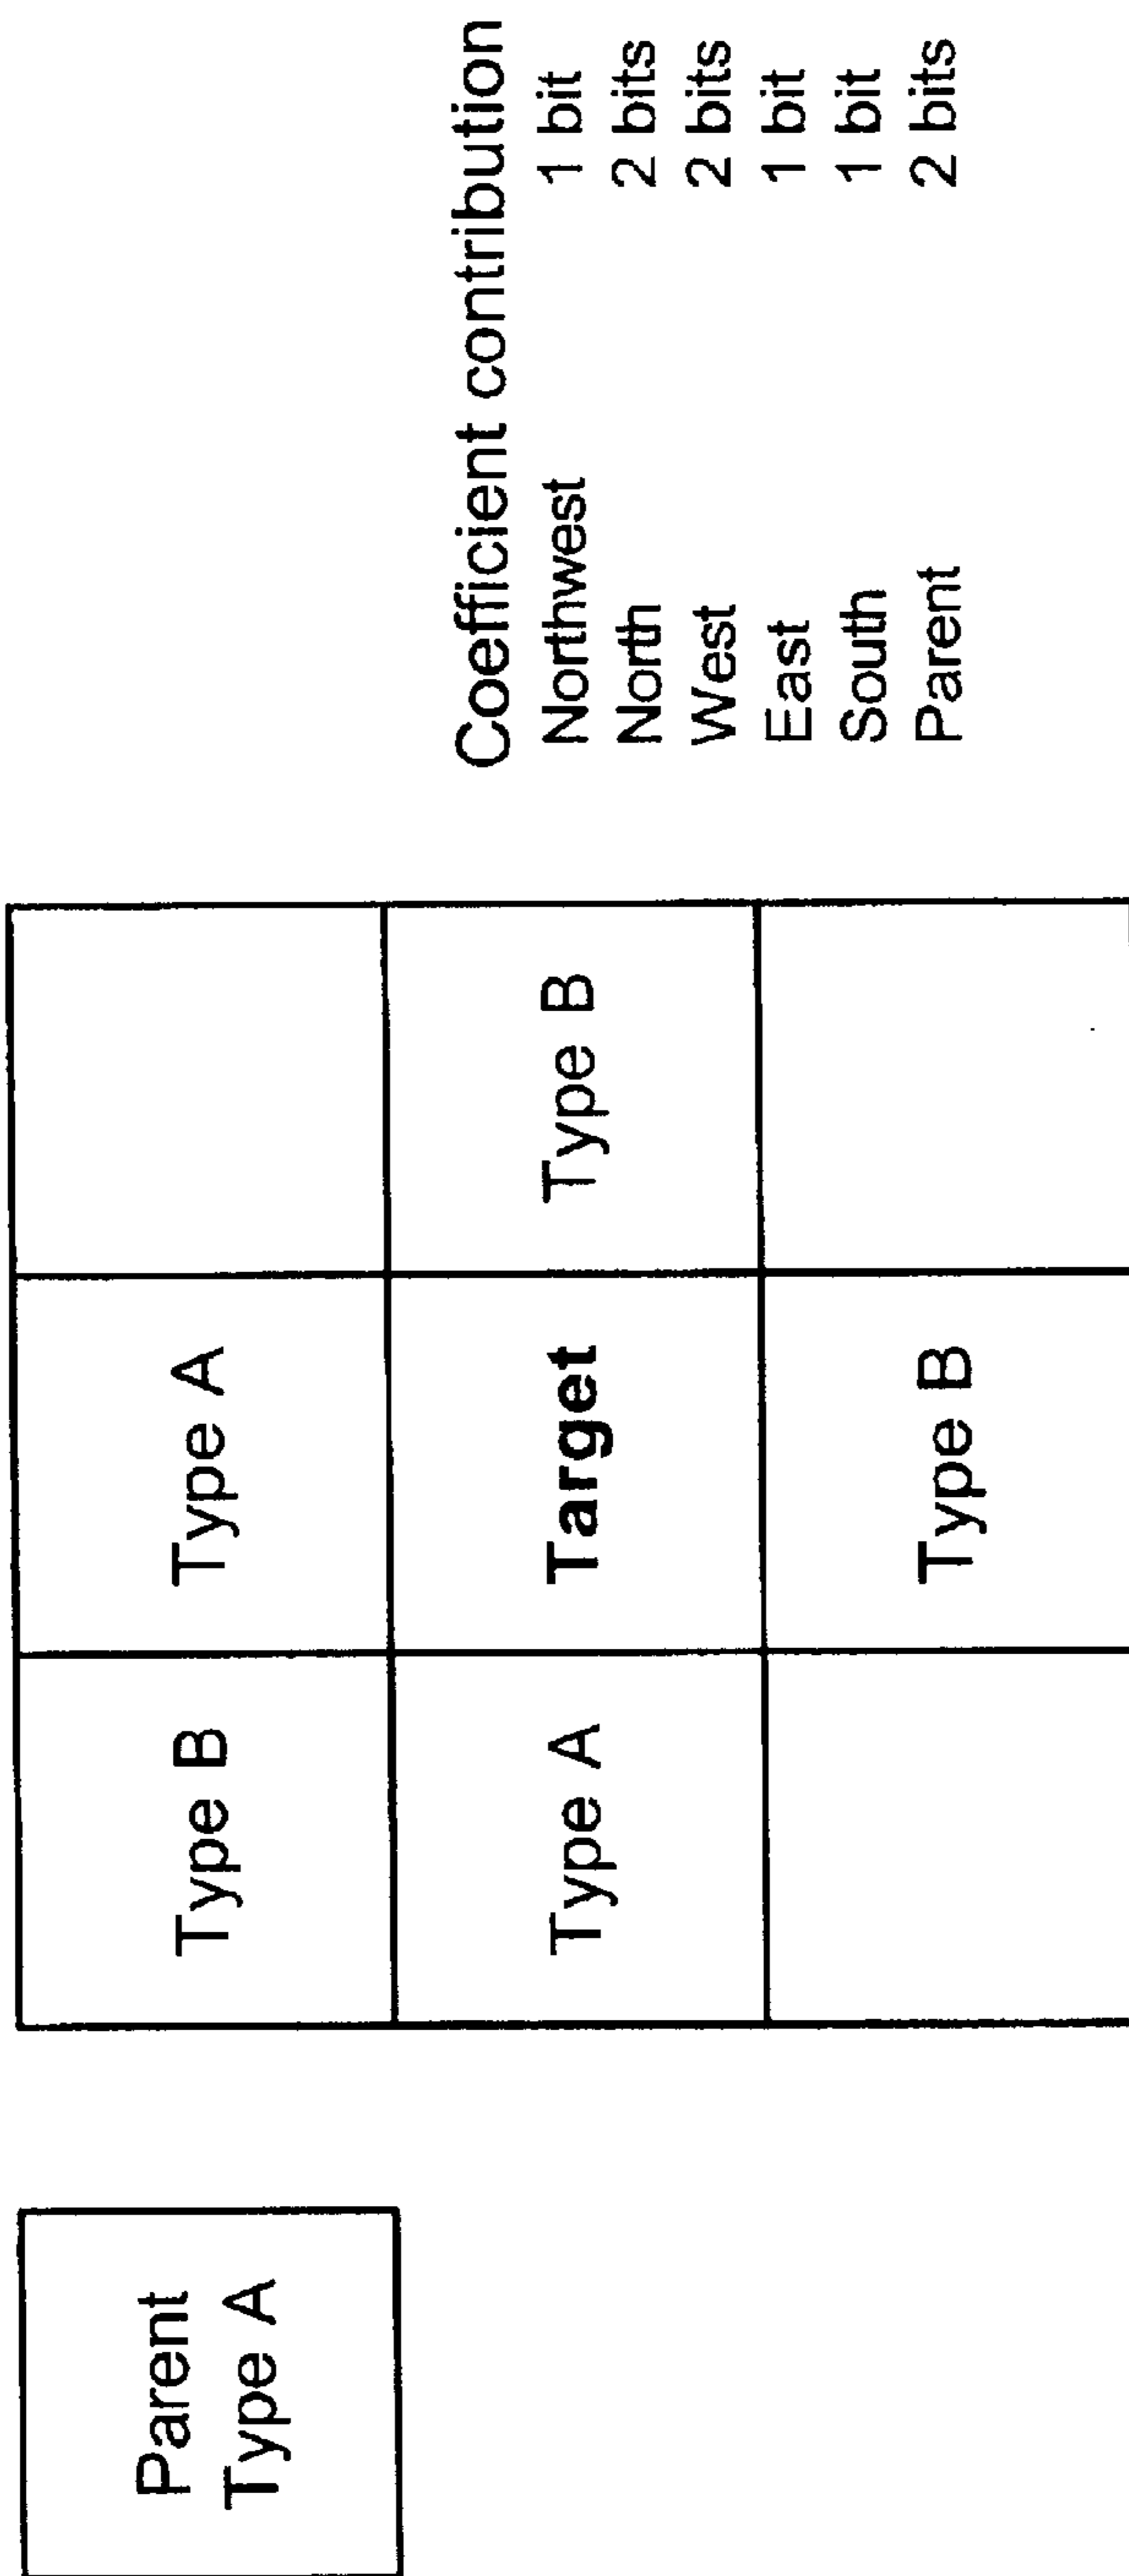 Parent
Type A
Type B
Type A
Type A
Target
Type B
Type B
Coefficient contribution
Northwest 1 bit
North 2 bits
West 2 bits
East 1 bit
South 1 bit
Parent 2 bits